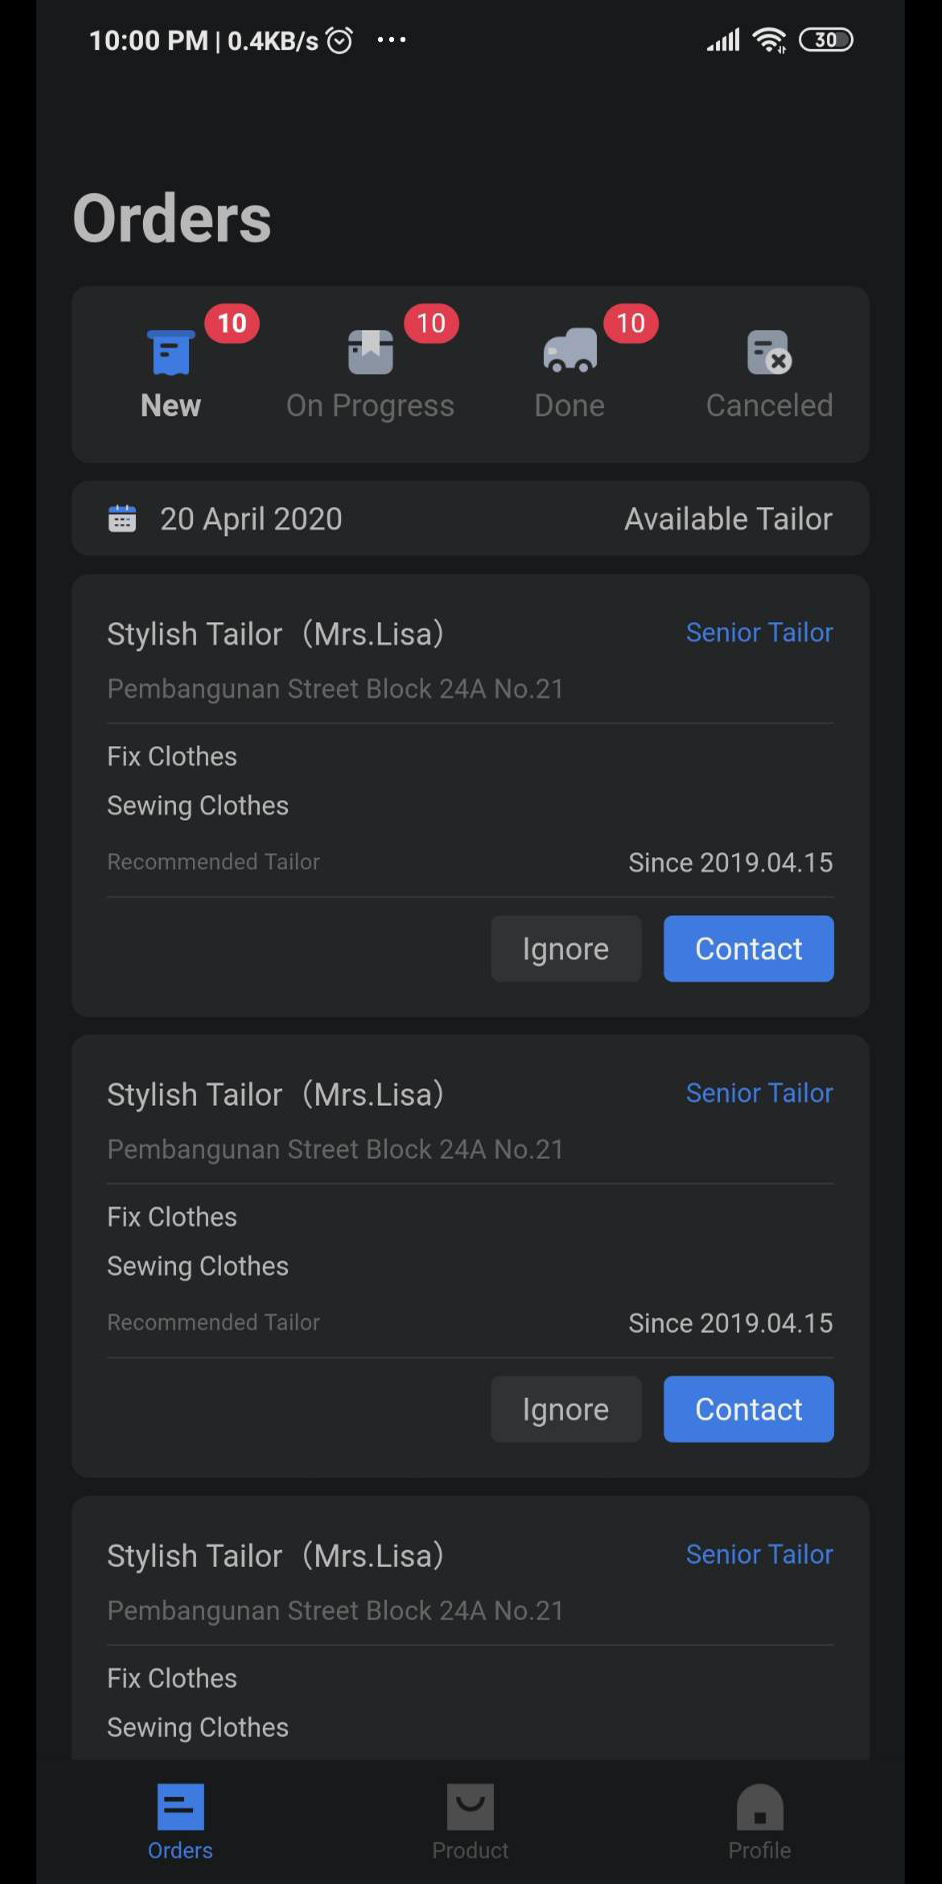 10:00 PM | 0.4KB/s ... 30
Orders
10 10 10
New On Progress Done Canceled
20 April 2020 Available Tailor
Stylish Tailor（Mrs.Lisa） Senior Tailor
Pembangunan Street Block 24A No.21
Fix Clothes
Sewing Clothes
Recommended Tailor Since 2019.04.15
Ignore Contact
Stylish Tailor（Mrs.Lisa） Senior Tailor
Pembangunan Street Block 24A No.21
Fix Clothes
Sewing Clothes
Recommended Tailor Since 2019.04.15
Ignore Contact
Stylish Tailor（Mrs.Lisa） Senior Tailor
Pembangunan Street Block 24A No.21
Fix Clothes
Sewing Clothes
Orders Product Profile